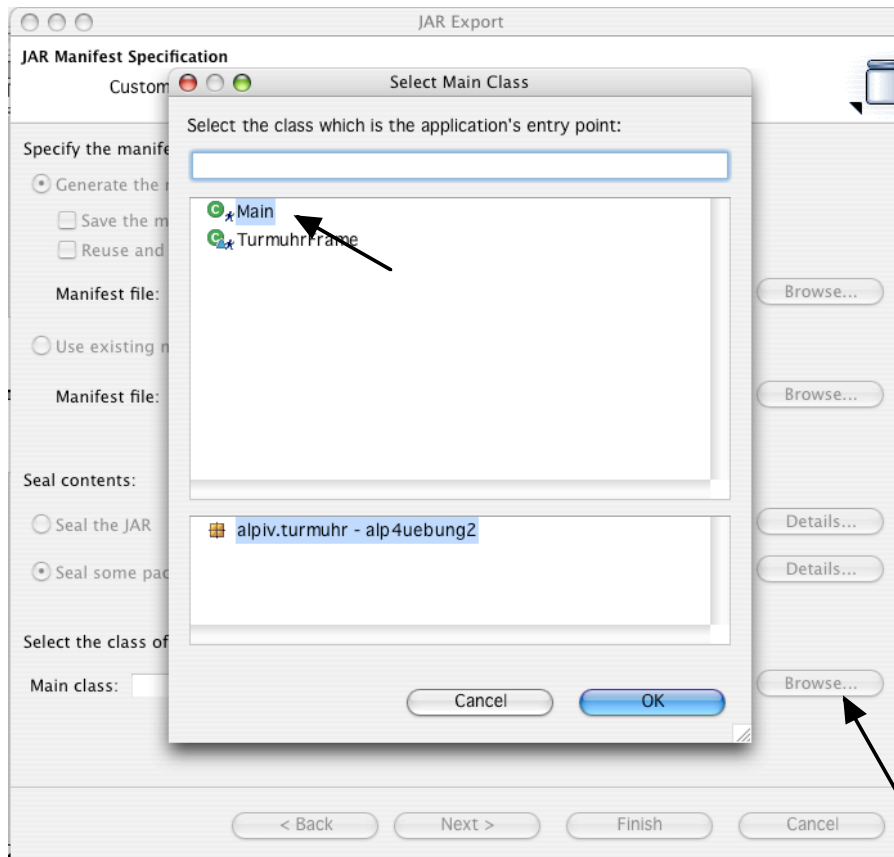 JAR Export
JAR Manifest Specification
Custom
Select Main Class
Select the class which is the application's entry point:
Specify the manife
Generate the
Save the m
Reuse and
Manifest file:
Browse...
Use existing
Manifest file:
Browse...
Main
TurmuhrFrame
Seal contents:
Seal the JAR
Details...
Seal some pac
Details...
alpiv.turmuhr - alp4uebung2
Select the class of
Main class:
Browse...
Cancel
OK
< Back
Next >
Finish
Cancel